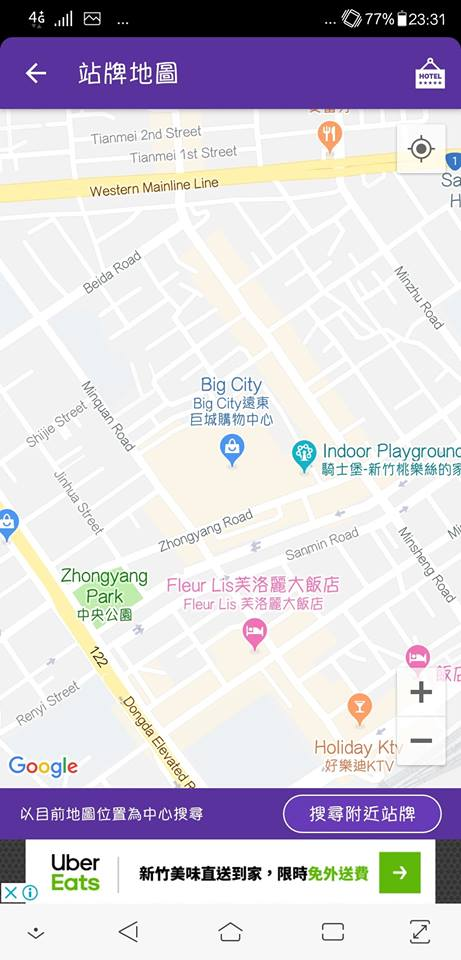 4G ... ... 77% 23:31
站牌地圖
HOTEL
Tianmei 2nd Street
Tianmei 1st Street
1
Western Mainline Line
Sa
H
Beida Road
Minzhu Road
Big City
Big City遠東
巨城購物中心
Minquan Road
Shijie Street
Indoor Playground
騎士堡-新竹桃樂絲的家
Jinhua Street
Zhongyang Road
Sanmin Road
Minsheng Road
Zhongyang
Park
中央公園
Fleur Lis芙洛麗大飯店
Fleur Lis 芙洛麗大飯店
122
飯店
Renyi Street
Dongda Elevated R
Holiday Ktv
好樂迪KTV
Google
以目前地圖位置為中心搜尋
搜尋附近站牌
Uber
Eats
新竹美味直送到家，限時免外送費